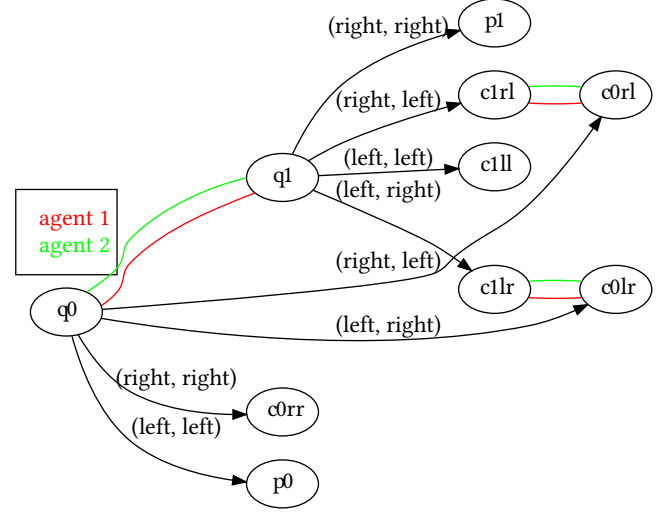 (right, right)
p1
(right, left)
c1rl
c0rl
(left, left)
c1ll
q1
(left, right)
agent 1
agent 2
(right, left)
c1lr
c0lr
q0
(left, right)
(right, right)
c0rr
(left, left)
p0